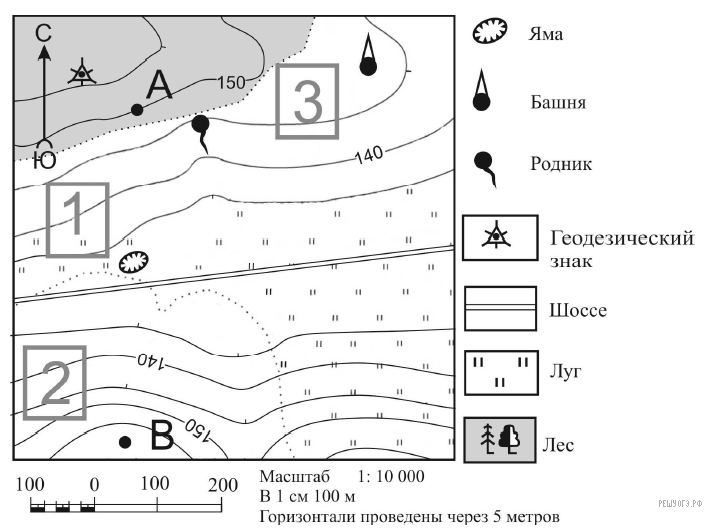 С
Ю
А
150
3
140
1
140
2
150
В
Яма
Башня
Родник
Геодезический
знак
Шоссе
Луг
Лес
100 0 100 200
Масштаб 1: 10 000
В 1 см 100 м
Горизонтали проведены через 5 метров
РЕШУОГЭ.РФ